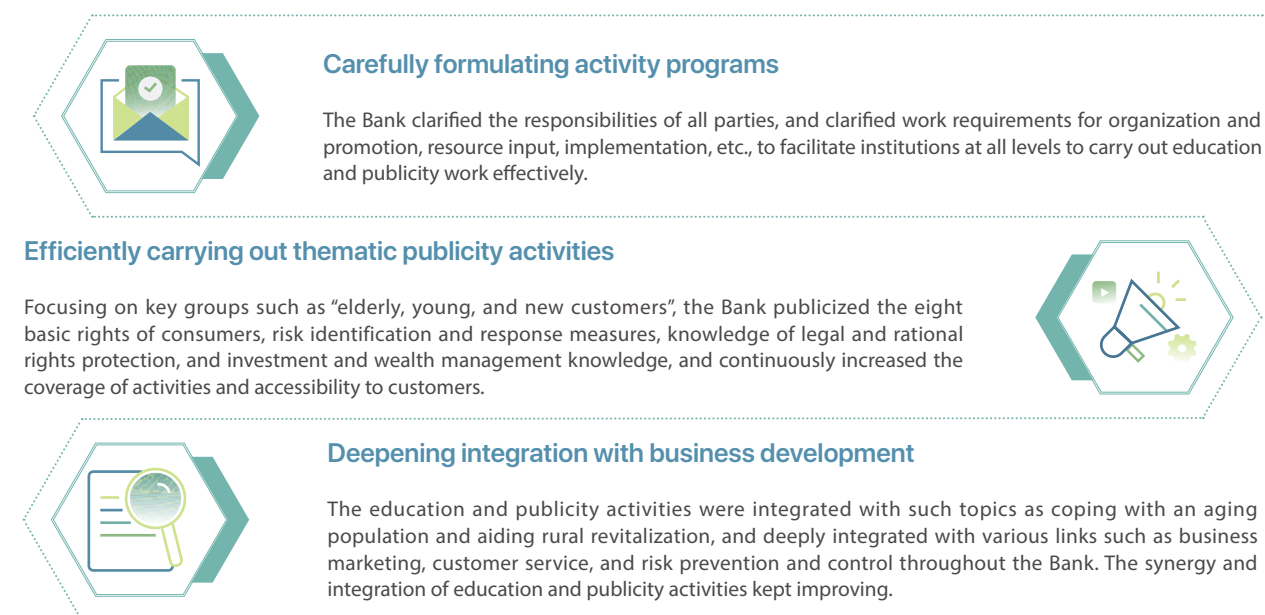 Carefully formulating activity programs
The Bank clarified the responsibilities of all parties, and clarified work requirements for organization and
promotion, resource input, implementation, etc., to facilitate institutions at all levels to carry out education
and publicity work effectively.
Efficiently carrying out thematic publicity activities
Focusing on key groups such as “elderly, young, and new customers”, the Bank publicized the eight
basic rights of consumers, risk identification and response measures, knowledge of legal and rational
rights protection, and investment and wealth management knowledge, and continuously increased the
coverage of activities and accessibility to customers.
Deepening integration with business development
The education and publicity activities were integrated with such topics as coping with an aging
population and aiding rural revitalization, and deeply integrated with various links such as business
marketing, customer service, and risk prevention and control throughout the Bank. The synergy and
integration of education and publicity activities kept improving.